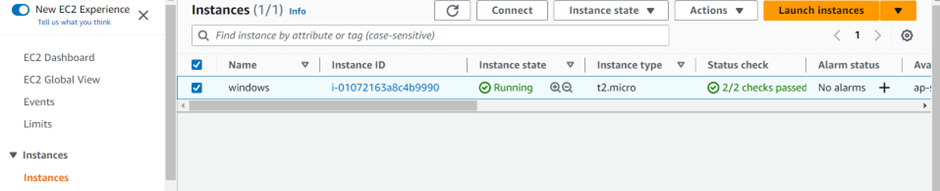 New EC2 Experience
Tell us what you think
EC2 Dashboard
EC2 Global View
Events
Limits
Instances
Instances
Instances (1/1) Info
Connect
Instance state
Actions
Launch instances
Find instance by attribute or tag (case-sensitive)
1
Name Instance ID Instance state Instance type Status check Alarm status Ava
windows i-01072163a8c4b9990 Running t2.micro 2/2 checks passed No alarms ap-s